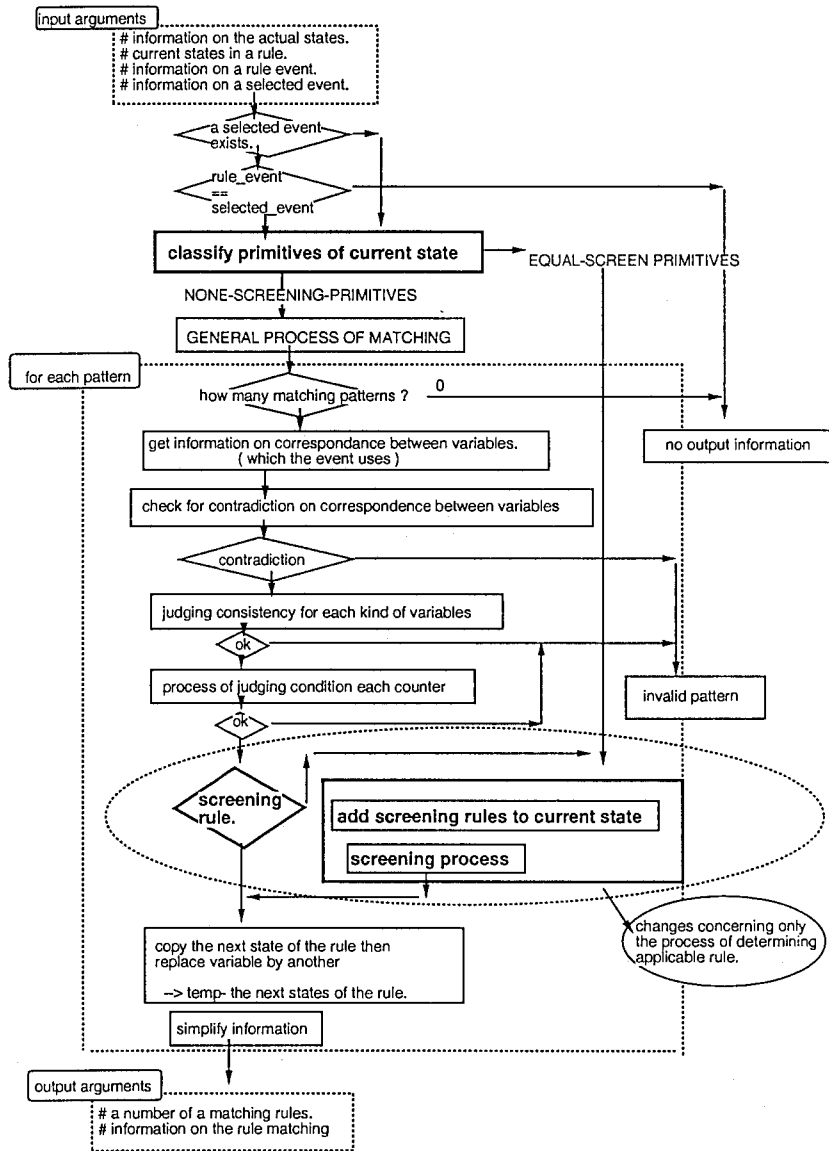 input arguments
# information on the actual states.
# current states in a rule.
# information on a rule event.
# information on a selected event.
a selected event
exists.
rule_event
==
selected_event
classify primitives of current state
EQUAL-SCREEN PRIMITIVES
NONE-SCREENING-PRIMITIVES
GENERAL PROCESS OF MATCHING
for each pattern
how many matching patterns ?
0
no output information
get information on correspondance between variables.
( which the event uses )
check for contradiction on correspondence between variables
contradiction
judging consistency for each kind of variables
ok
process of judging condition each counter
invalid pattern
ok
screening
rule.
add screening rules to current state
screening process
changes concerning only
the process of determining
applicable rule.
copy the next state of the rule then
replace variable by another
--> temp- the next states of the rule.
simplify information
output arguments
# a number of a matching rules.
# information on the rule matching